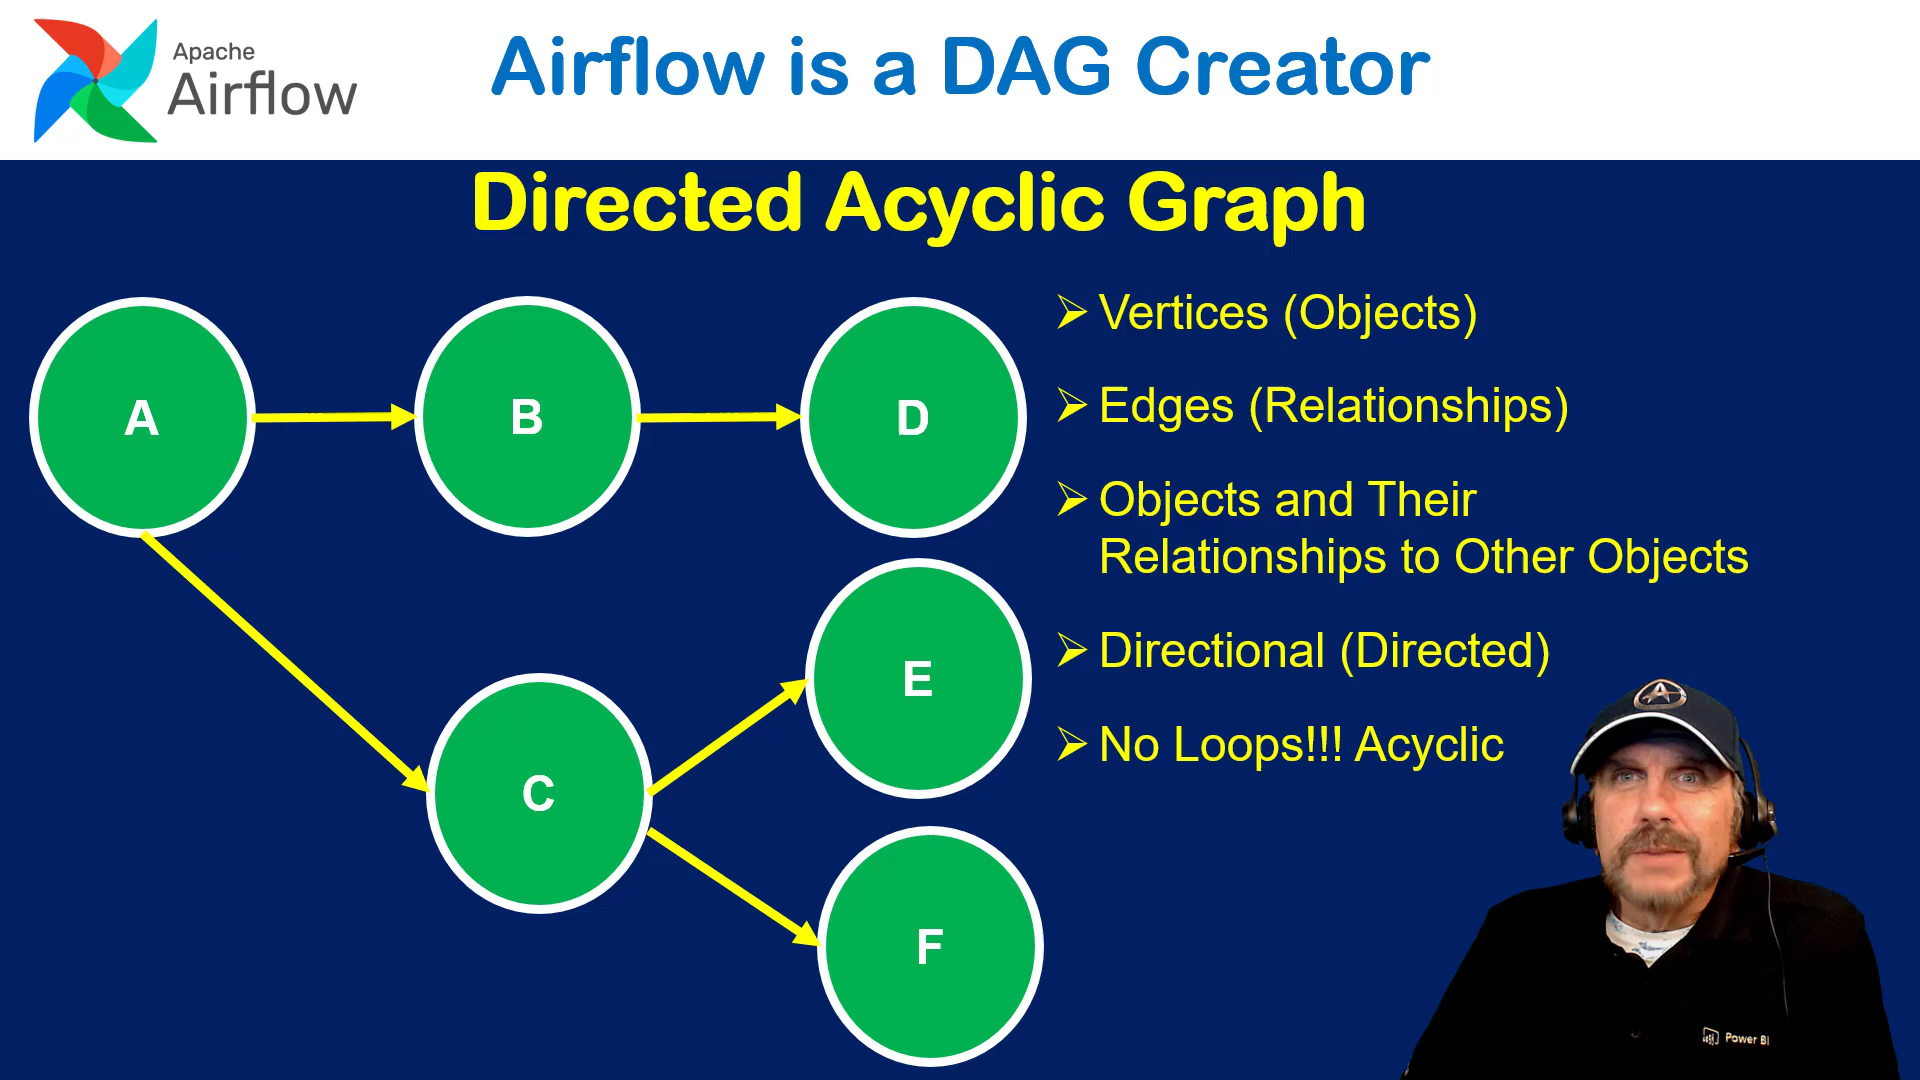 Apache
Airflow
Airflow is a DAG Creator
Directed Acyclic Graph
A
B
D
C
E
F
Vertices (Objects)
Edges (Relationships)
Objects and Their
Relationships to Other Objects
Directional (Directed)
No Loops!!! Acyclic
Power BI